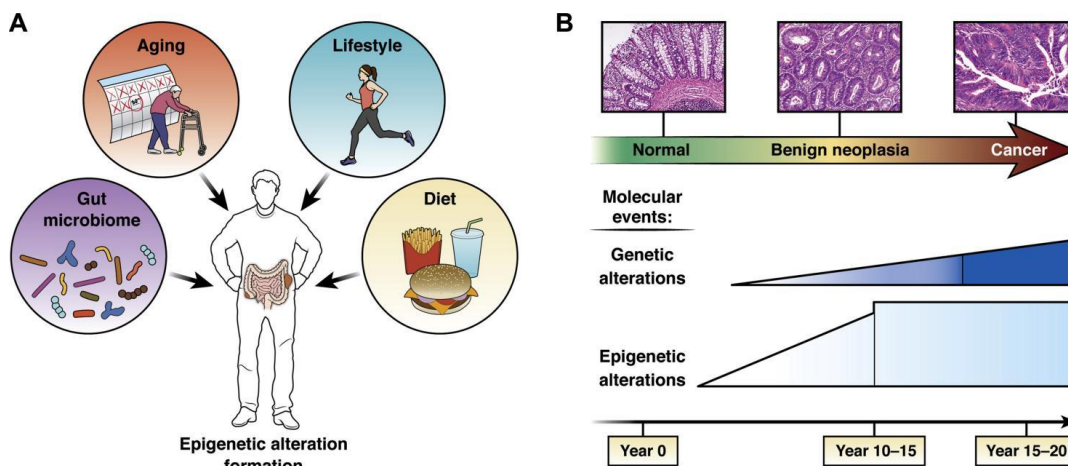 A
Aging
Lifestyle
Gut
microbiome
Diet
Epigenetic alteration
formation
B
Normal
Benign neoplasia
Cancer
Molecular
events:
Genetic
alterations
Epigenetic
alterations
Year 0
Year 10–15
Year 15–20